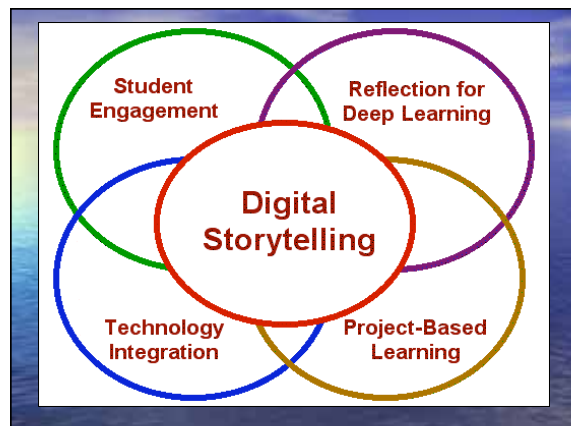 Student
Engagement
Reflection for
Deep Learning
Digital
Storytelling
Technology
Integration
Project-Based
Learning